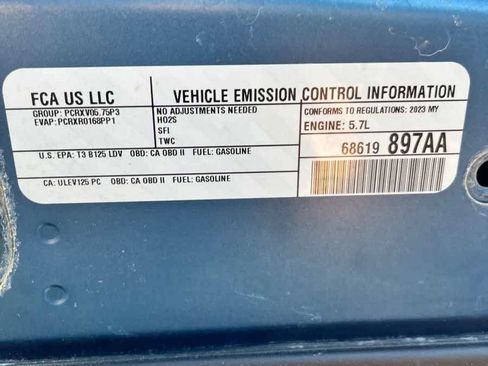 FCA US LLC
VEHICLE EMISSION CONTROL INFORMATION
GROUP: PCRXV05.75P3
EVAP: PCRXR0168PP1
NO ADJUSTMENTS NEEDED
HO2S
SFI
TWC
CONFORMS TO REGULATIONS: 2023 MY
ENGINE: 5.7L
U.S. EPA: T3 B125 LDV OBD: CA OBD II FUEL: GASOLINE
68619 897AA
CA: ULEV125 PC OBD: CA OBD II FUEL: GASOLINE